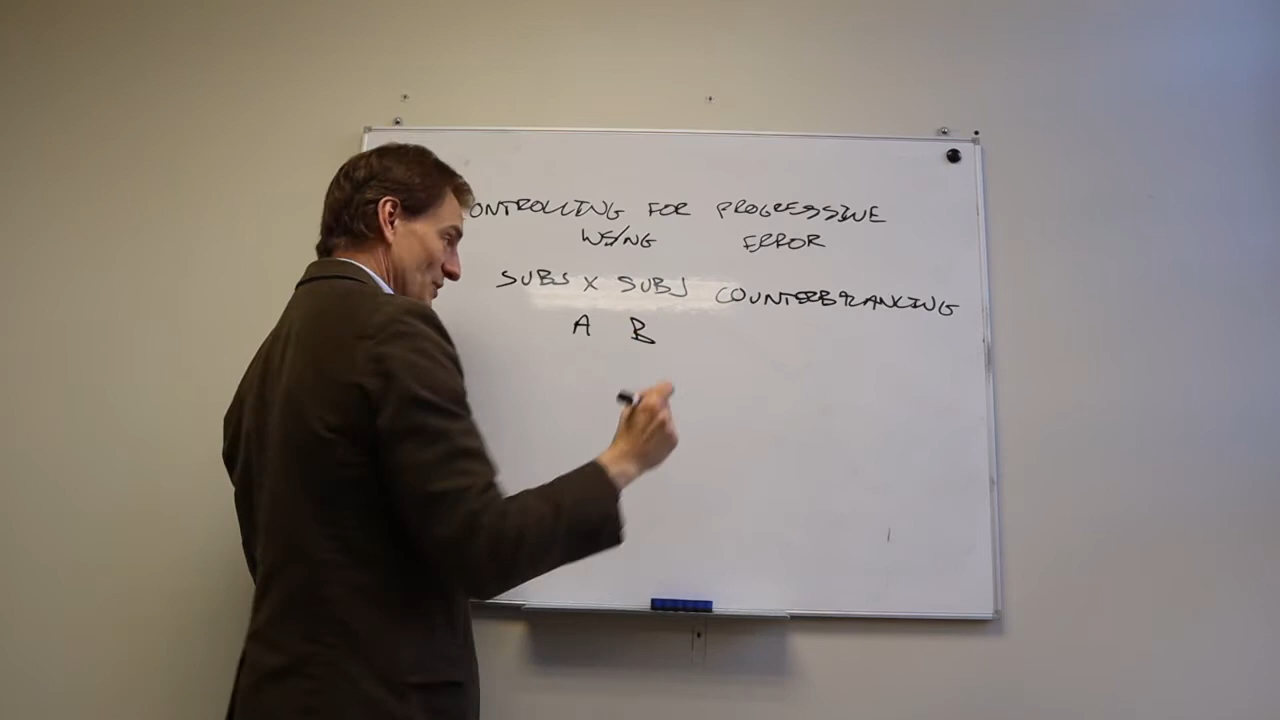 ONTROLLING FOR PROGRESSIVE
USING ERROR
SUBJ X SUBJ COUNTERBALANCING
A B